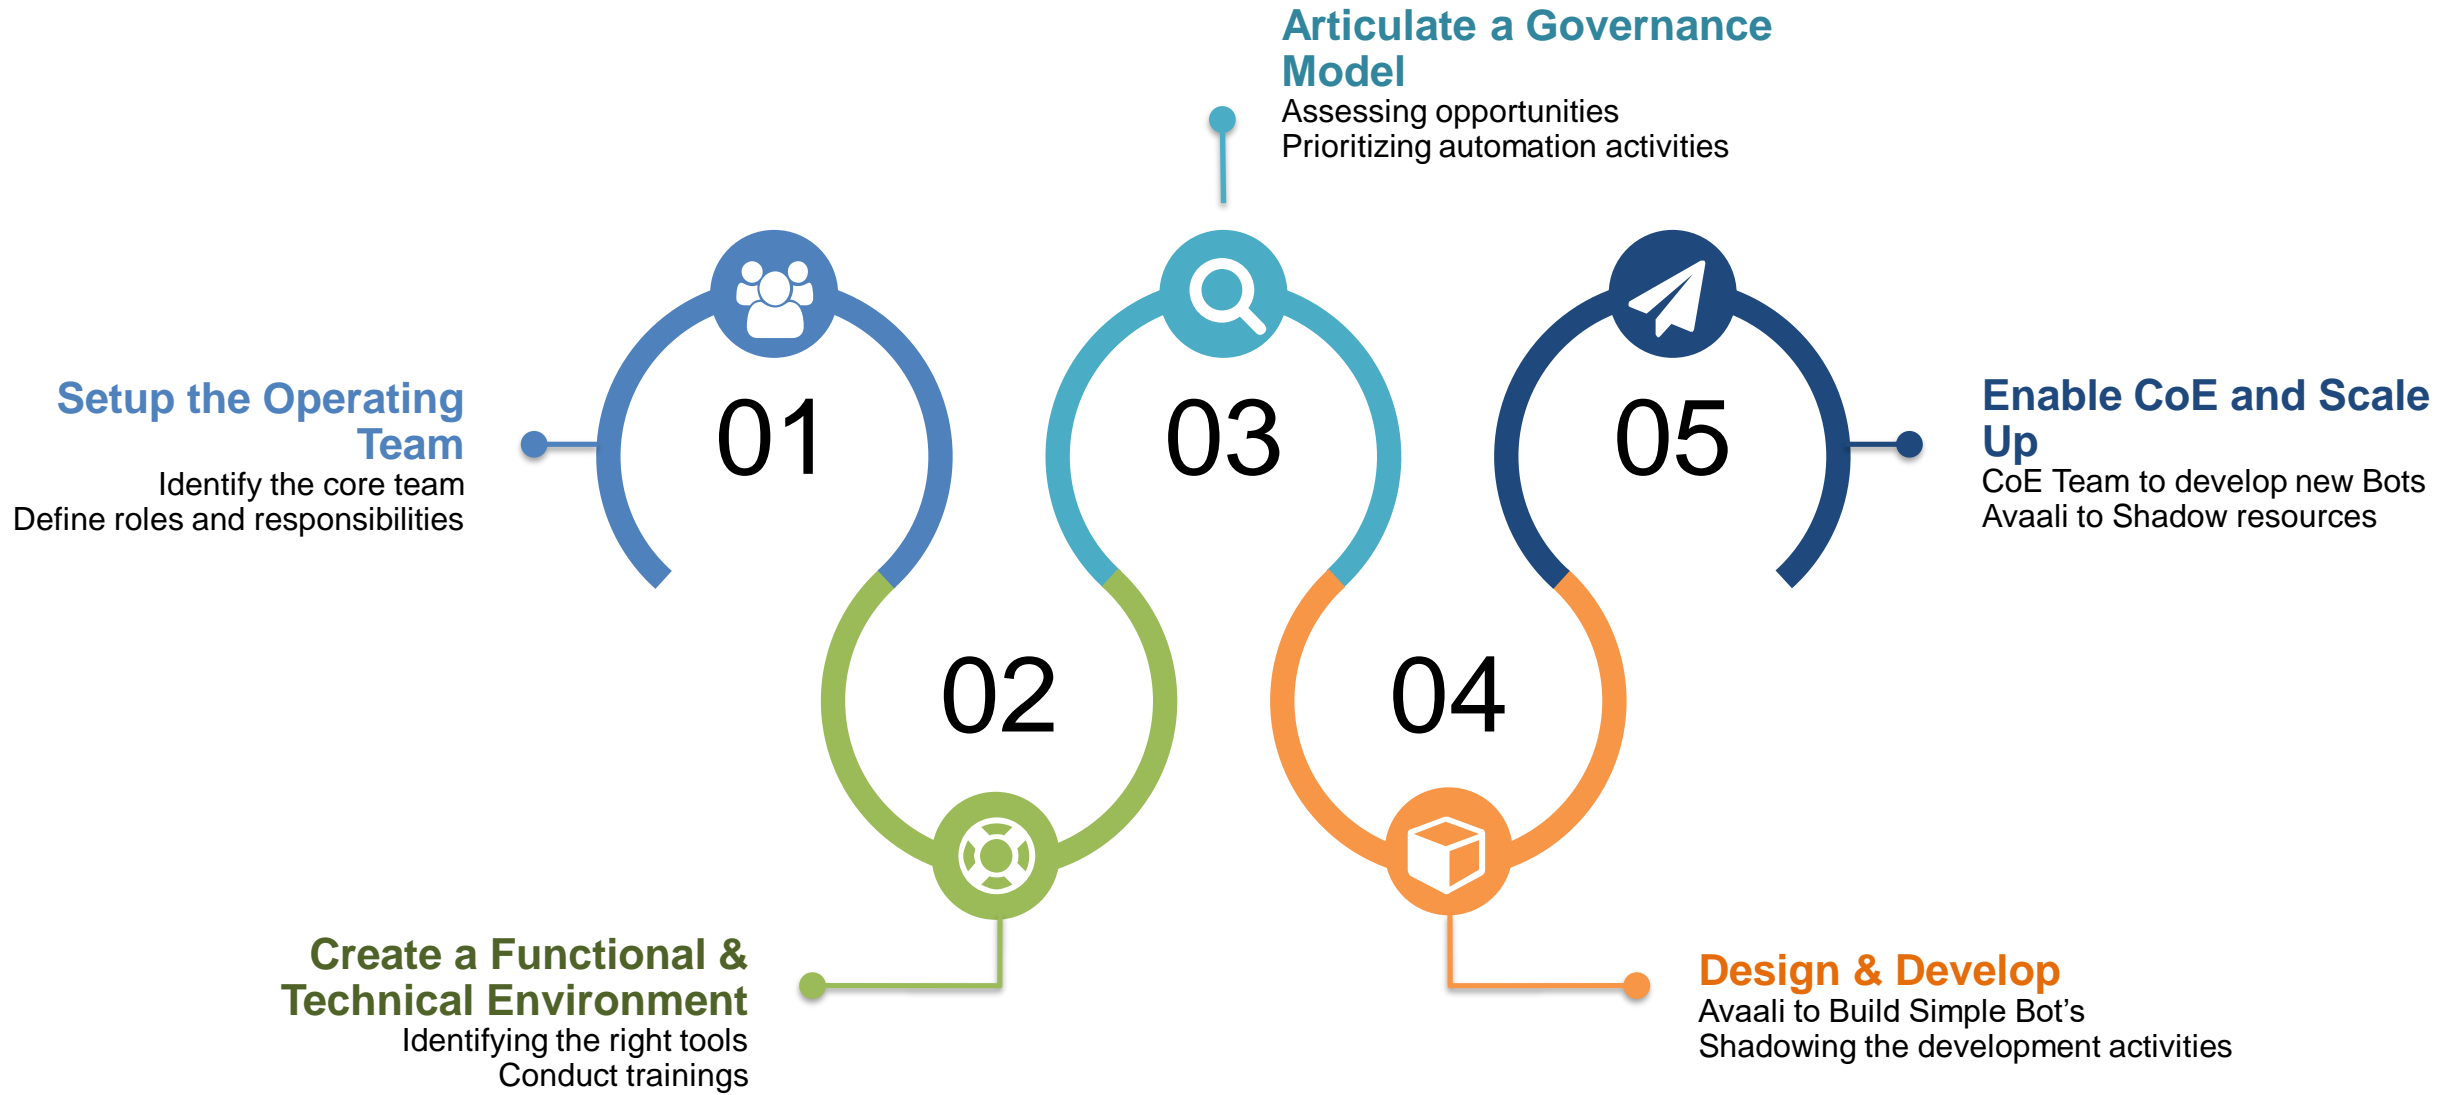 Articulate a Governance
Model
Assessing opportunities
Prioritizing automation activities
Setup the Operating
Team
Identify the core team
Define roles and responsibilities
01
03
05
Enable CoE and Scale
Up
CoE Team to develop new Bots
Avaali to Shadow resources
02
04
Create a Functional &
Technical Environment
Identifying the right tools
Conduct trainings
Design & Develop
Avaali to Build Simple Bot’s
Shadowing the development activities